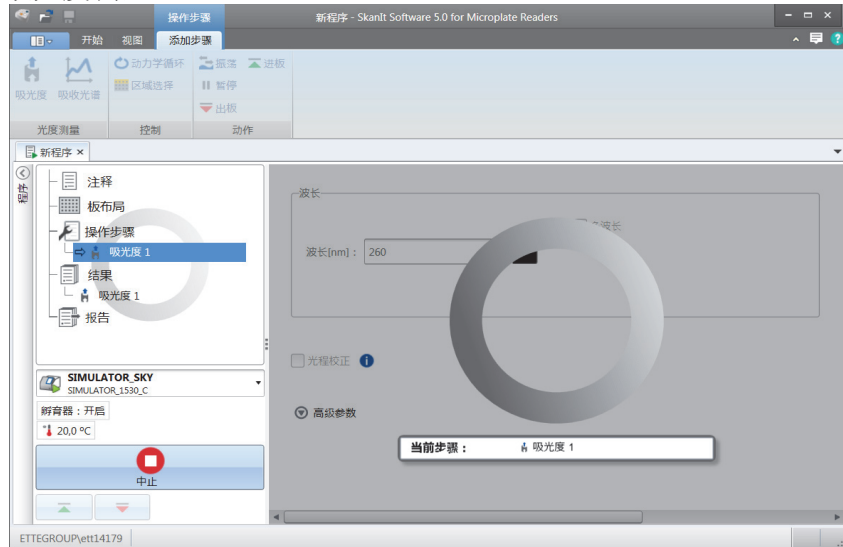 操作步骤
新程序 - SkanIt Software 5.0 for Microplate Readers
开始 视图 添加步骤
吸光度 吸收光谱
动力学循环
区域选择
振荡 进板
暂停
出板
光度测量 控制 动作
新程序
程序
注释
板布局
操作步骤
吸光度 1
结果
吸光度 1
报告
SIMULATOR_SKY
SIMULATOR_1530_C
孵育器：开启
20,0 ºC
中止
波长
波长[nm]： 260
光程校正
高级参数
当前步骤： 吸光度 1
ETTEGROUP\ett14179